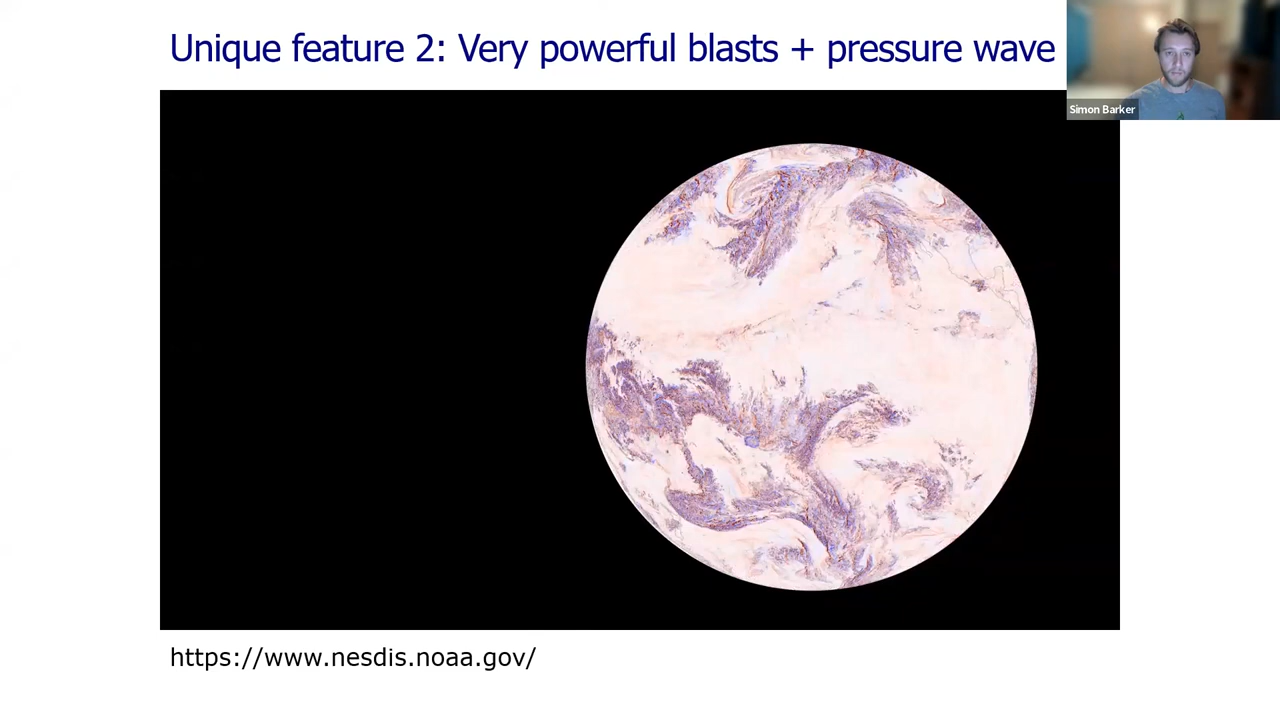 Unique feature 2: Very powerful blasts + pressure wave
Simon Barker
https://www.nesdis.noaa.gov/